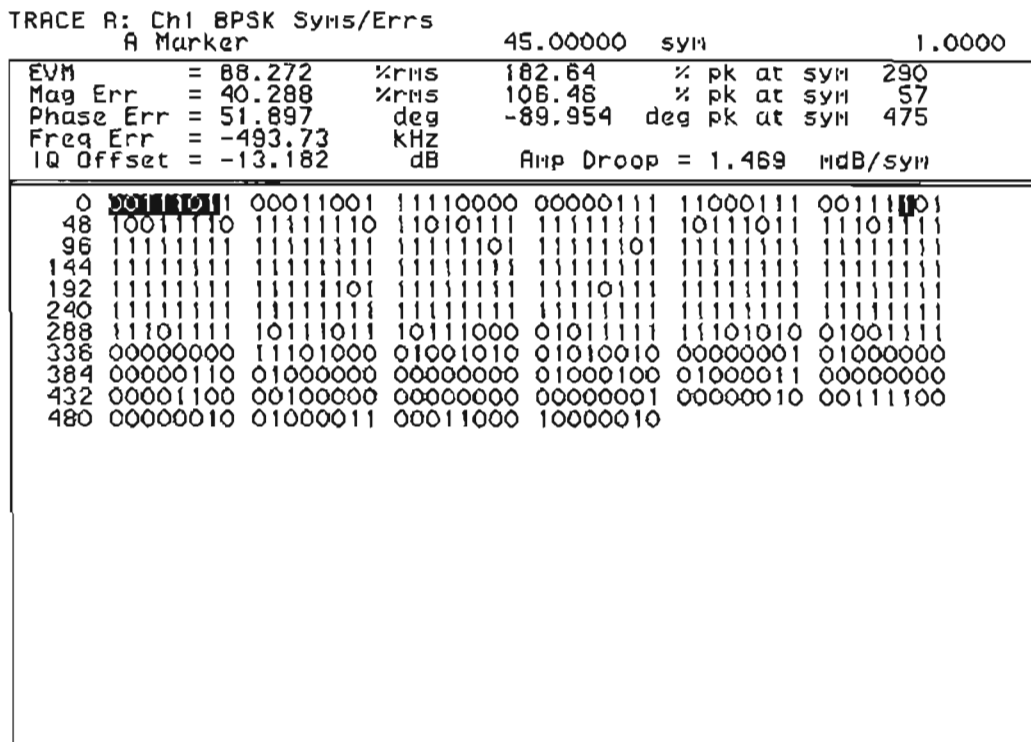 TRACE A: Ch1 BPSK Syms/Errs
A Marker 45.00000 sym 1.0000
EVM = 88.272 %rms 182.64 % pk at sym 290
Mag Err = 40.288 %rms 106.46 % pk at sym 57
Phase Err = 51.897 deg -89.954 deg pk at sym 475
Freq Err = -493.73 kHz
IQ Offset = -13.182 dB Amp Droop = 1.469 mdB/sym
0 00111011 00011001 11110000 00000111 11000111 00111101
48 10011110 11111110 11010111 11111111 10111011 11101111
96 11111111 11111111 11111101 11111101 11111111 11111111
144 11111111 11111111 11111111 11111111 11111111 11111111
192 11111111 11111101 11111111 11110111 11111111 11111111
240 11111111 11111111 11111111 11111111 11111111 11111111
288 11101111 10111011 10111000 01011111 11101010 01001111
336 00000000 11101000 01001010 01010010 00000001 01000000
384 00000110 01000000 00000000 01000100 01000011 00000000
432 00001100 00100000 00000000 00000001 00000010 00111100
480 00000010 01000011 00011000 10000010